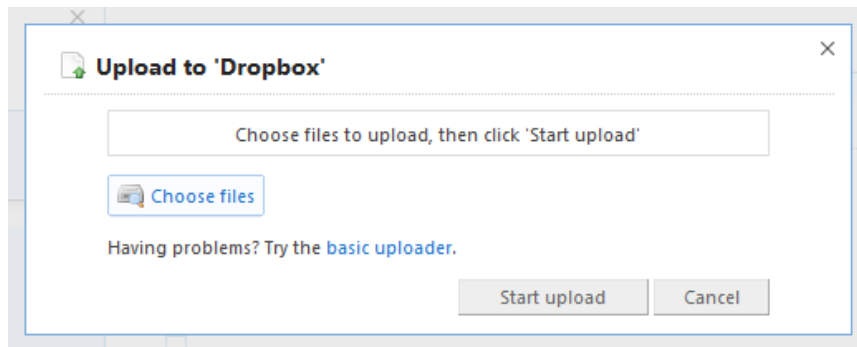 Upload to 'Dropbox'
Choose files to upload, then click 'Start upload'
Choose files
Having problems? Try the basic uploader.
Start upload Cancel